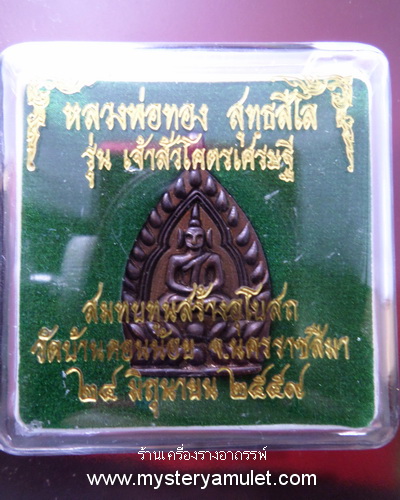 หลวงพ่อทอง สุทธสีโล
รุ่น เจ้าสัวโคตรเศรษฐี
สมทบทุนสร้างอุโบสถ
วัดบ้านดอนน้อย จ.นครราชสีมา
๒๔ มิถุนายน ๒๕๕๗
ร้านเครื่องรางอาถรรพ์
www.mysteryamulet.com